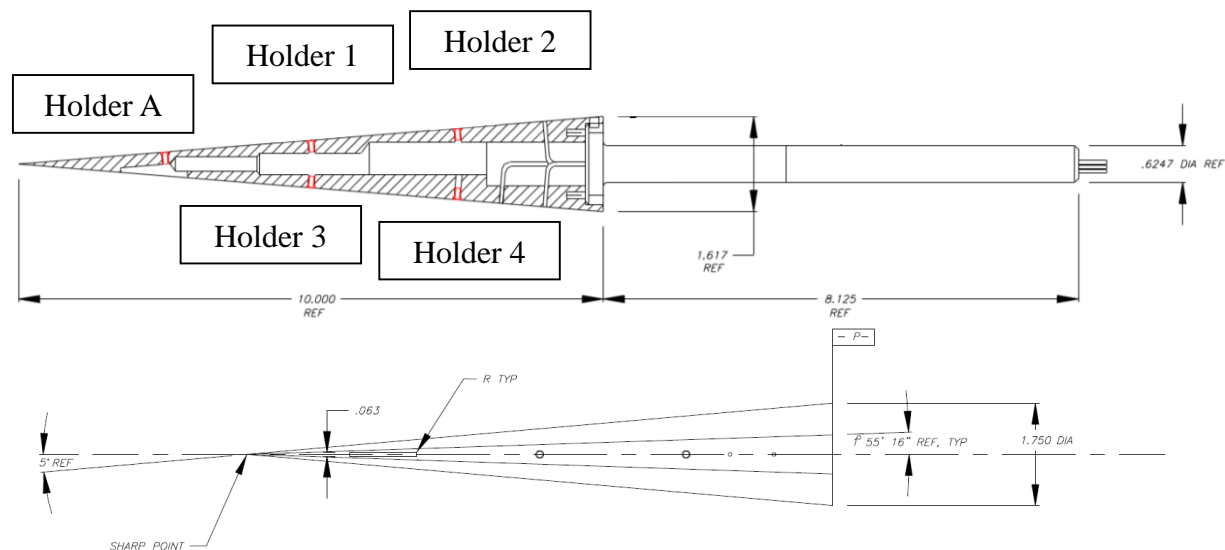 Holder 1
Holder 2
Holder A
.6247 DIA REF
Holder 3
Holder 4
1.617
REF
10.000
REF
8.125
REF
- P-
R TYP
.063
1° 55' 16" REF, TYP
1.750 DIA
5° REF
SHARP POINT